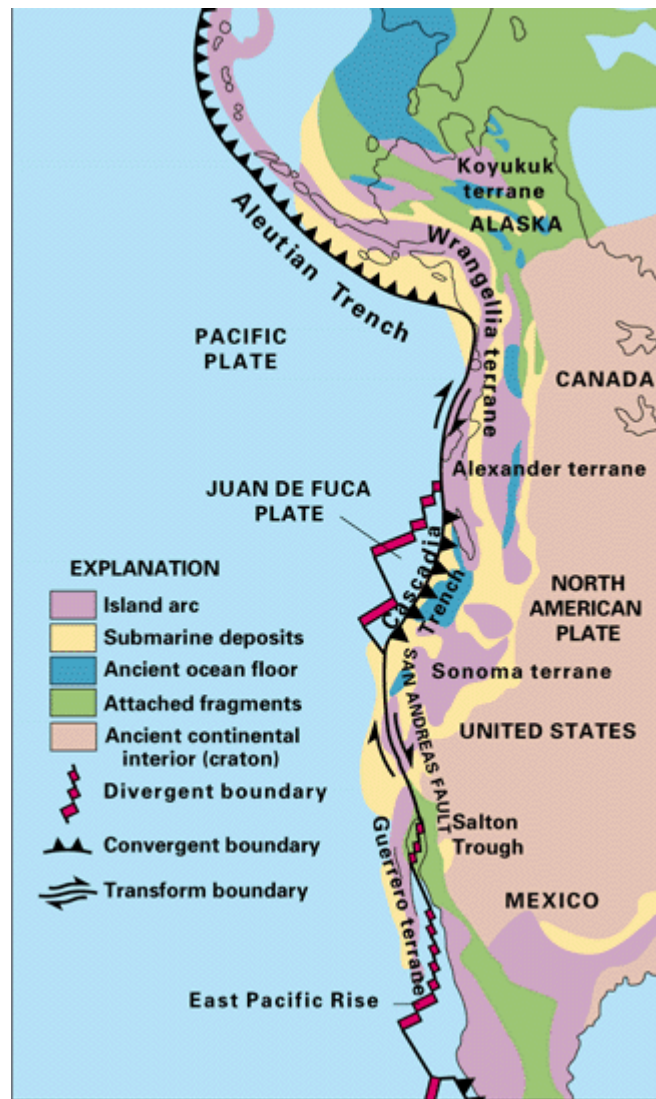 Koyukuk
terrane
ALASKA
Aleutian Trench
Wrangellia terrane
PACIFIC
PLATE
CANADA
Alexander terrane
JUAN DE FUCA
PLATE
Cascadia
Trench
EXPLANATION
Island arc
Submarine deposits
Ancient ocean floor
Attached fragments
Ancient continental
interior (craton)
Divergent boundary
Convergent boundary
Transform boundary
NORTH
AMERICAN
PLATE
Sonoma terrane
SAN ANDREAS FAULT
UNITED STATES
Salton
Trough
Guerrero terrane
MEXICO
East Pacific Rise